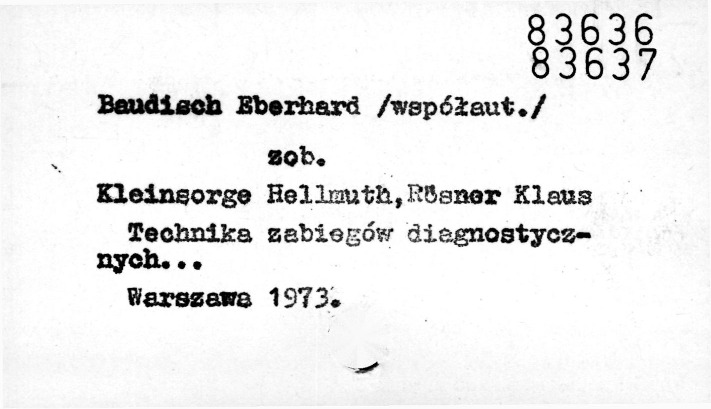 83636
83637
Baudisch Eberhard /współaut./
zob.
Kleinsorge Hellmuth,Rösner Klaus
Technika zabiegów diagnostycz-
nych...
Warszawa 1973.